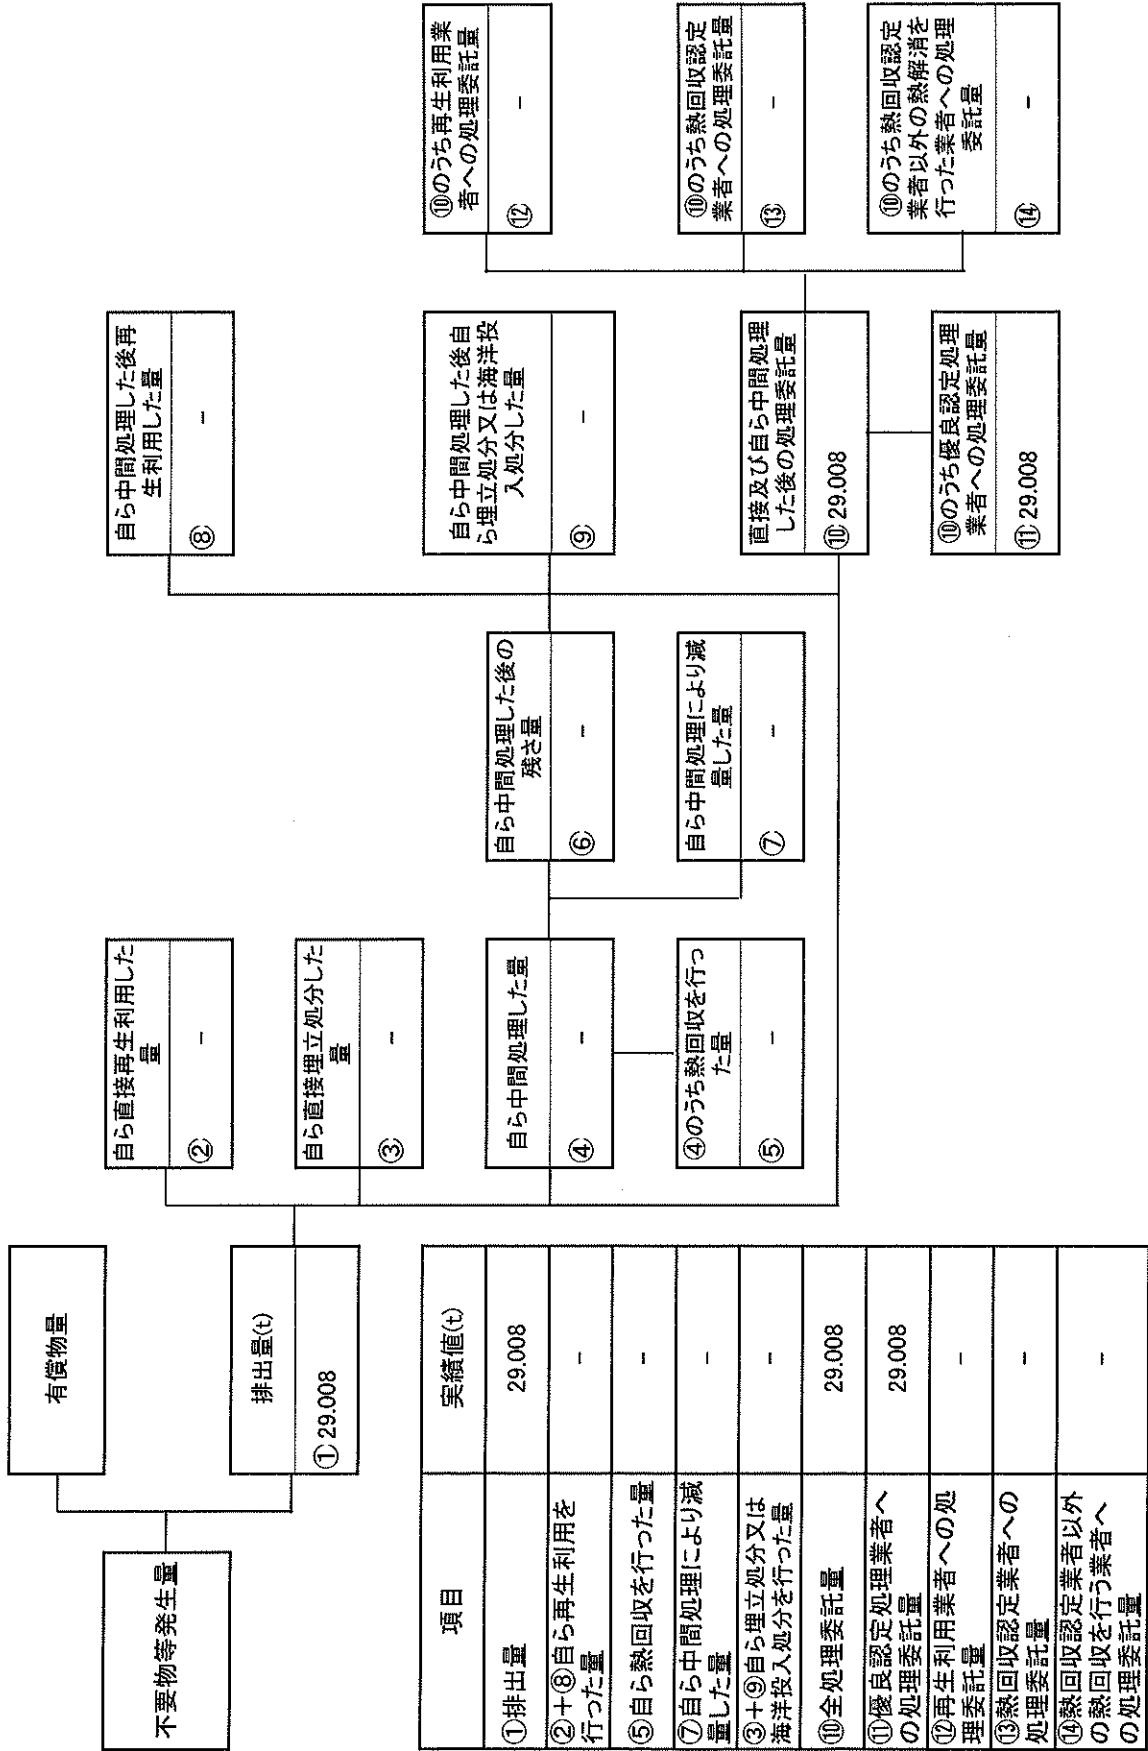 不要物等発生量
有償物量
排出量(t)
① 29.008
自ら直接再生利用した
量
②
－
自ら直接埋立処分した
量
③
－
自ら中間処理した量
④
－
④のうち熱回収を行っ
た量
⑤
－
自ら中間処理した後の
残さ量
⑥
－
自ら中間処理により減
量した量
⑦
－
自ら中間処理した後再
生利用した量
⑧
－
自ら中間処理した後自
ら埋立処分又は海洋投
入処分した量
⑨
－
直接及び自ら中間処理
した後の処理委託量
⑩ 29.008
⑩のうち優良認定処理
業者への処理委託量
⑪ 29.008
⑩のうち再生利用業
者への処理委託量
⑫
－
⑩のうち熱回収認定
業者への処理委託量
⑬
－
⑩のうち熱回収認定
業者以外の熱解消を
行った業者への処理
委託量
⑭
－
項目 実績値(t)
①排出量 29.008
②+⑧自ら再生利用を
行った量 －
⑤自ら熱回収を行った量 －
⑦自ら中間処理により減
量した量 －
③+⑨自ら埋立処分又は
海洋投入処分を行った量 －
⑩全処理委託量 29.008
⑪優良認定処理業者へ
の処理委託量 29.008
⑫再生利用業者への処
理委託量 －
⑬熱回収認定業者への
処理委託量 －
⑭熱回収認定業者以外
の熱回収を行う業者へ
の処理委託量 －